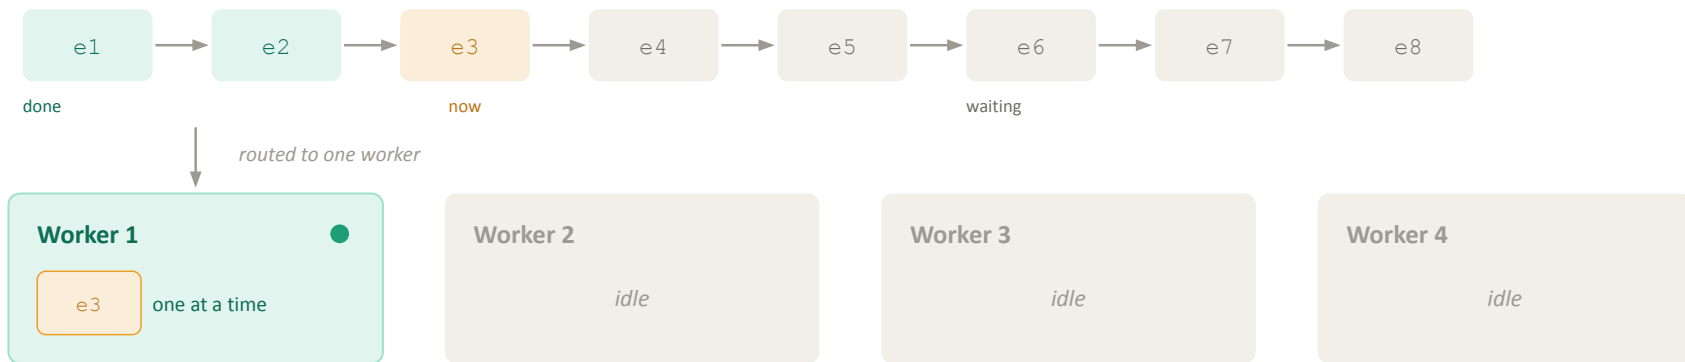 e1 e2 e3 e4 e5 e6 e7 e8
done now waiting
routed to one worker
Worker 1 Worker 2 Worker 3 Worker 4
e3 one at a time idle idle idle